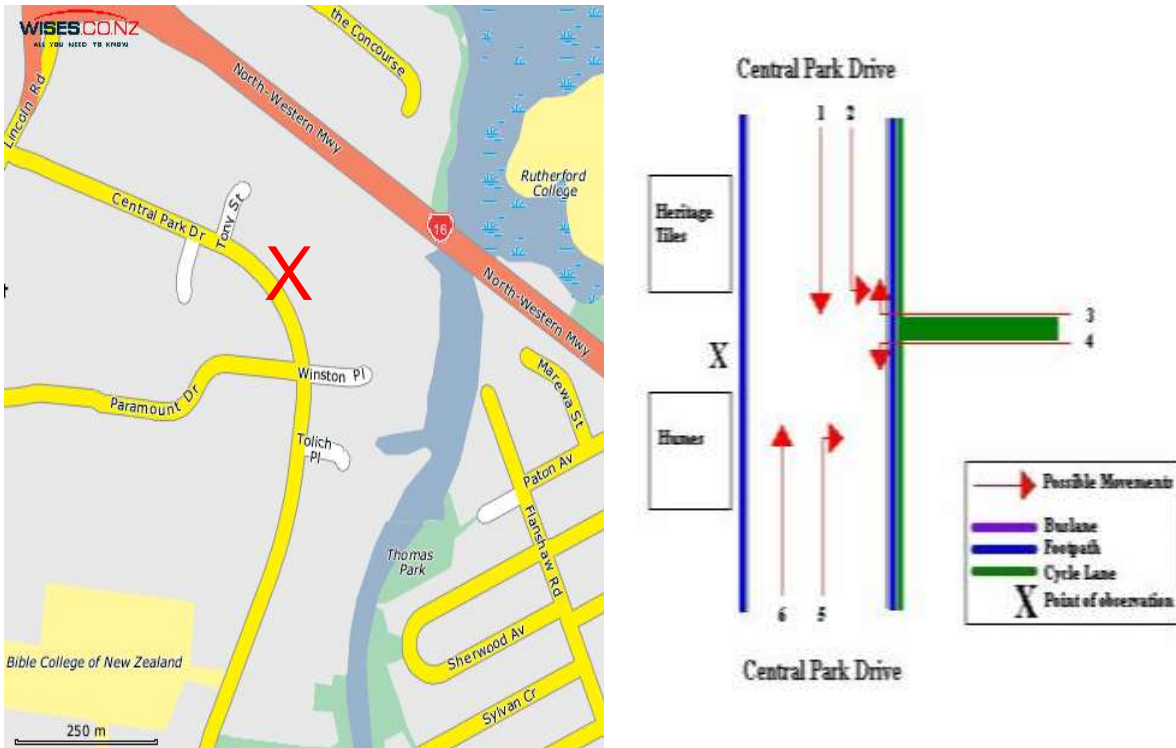 WISES.CO.NZ
ALL YOU NEED TO KNOW
the Concourse
Lincoln Rd
North-Western Mwy
Rutherford
College
Central Park Dr
Tony St
X
16
North-Western Mwy
Winston Pl
Marewa St
Paramount Dr
Tolich
Pl
Paton Av
Flanshaw Rd
Thomas
Park
Sherwood Av
Bible College of New Zealand
Sylvan Cr
250 m
Central Park Drive
1 2
Heritage
Tiles
3
4
X
Humes
6 5
Central Park Drive
Possible Movements
Buslane
Footpath
Cycle Lane
X Point of observation